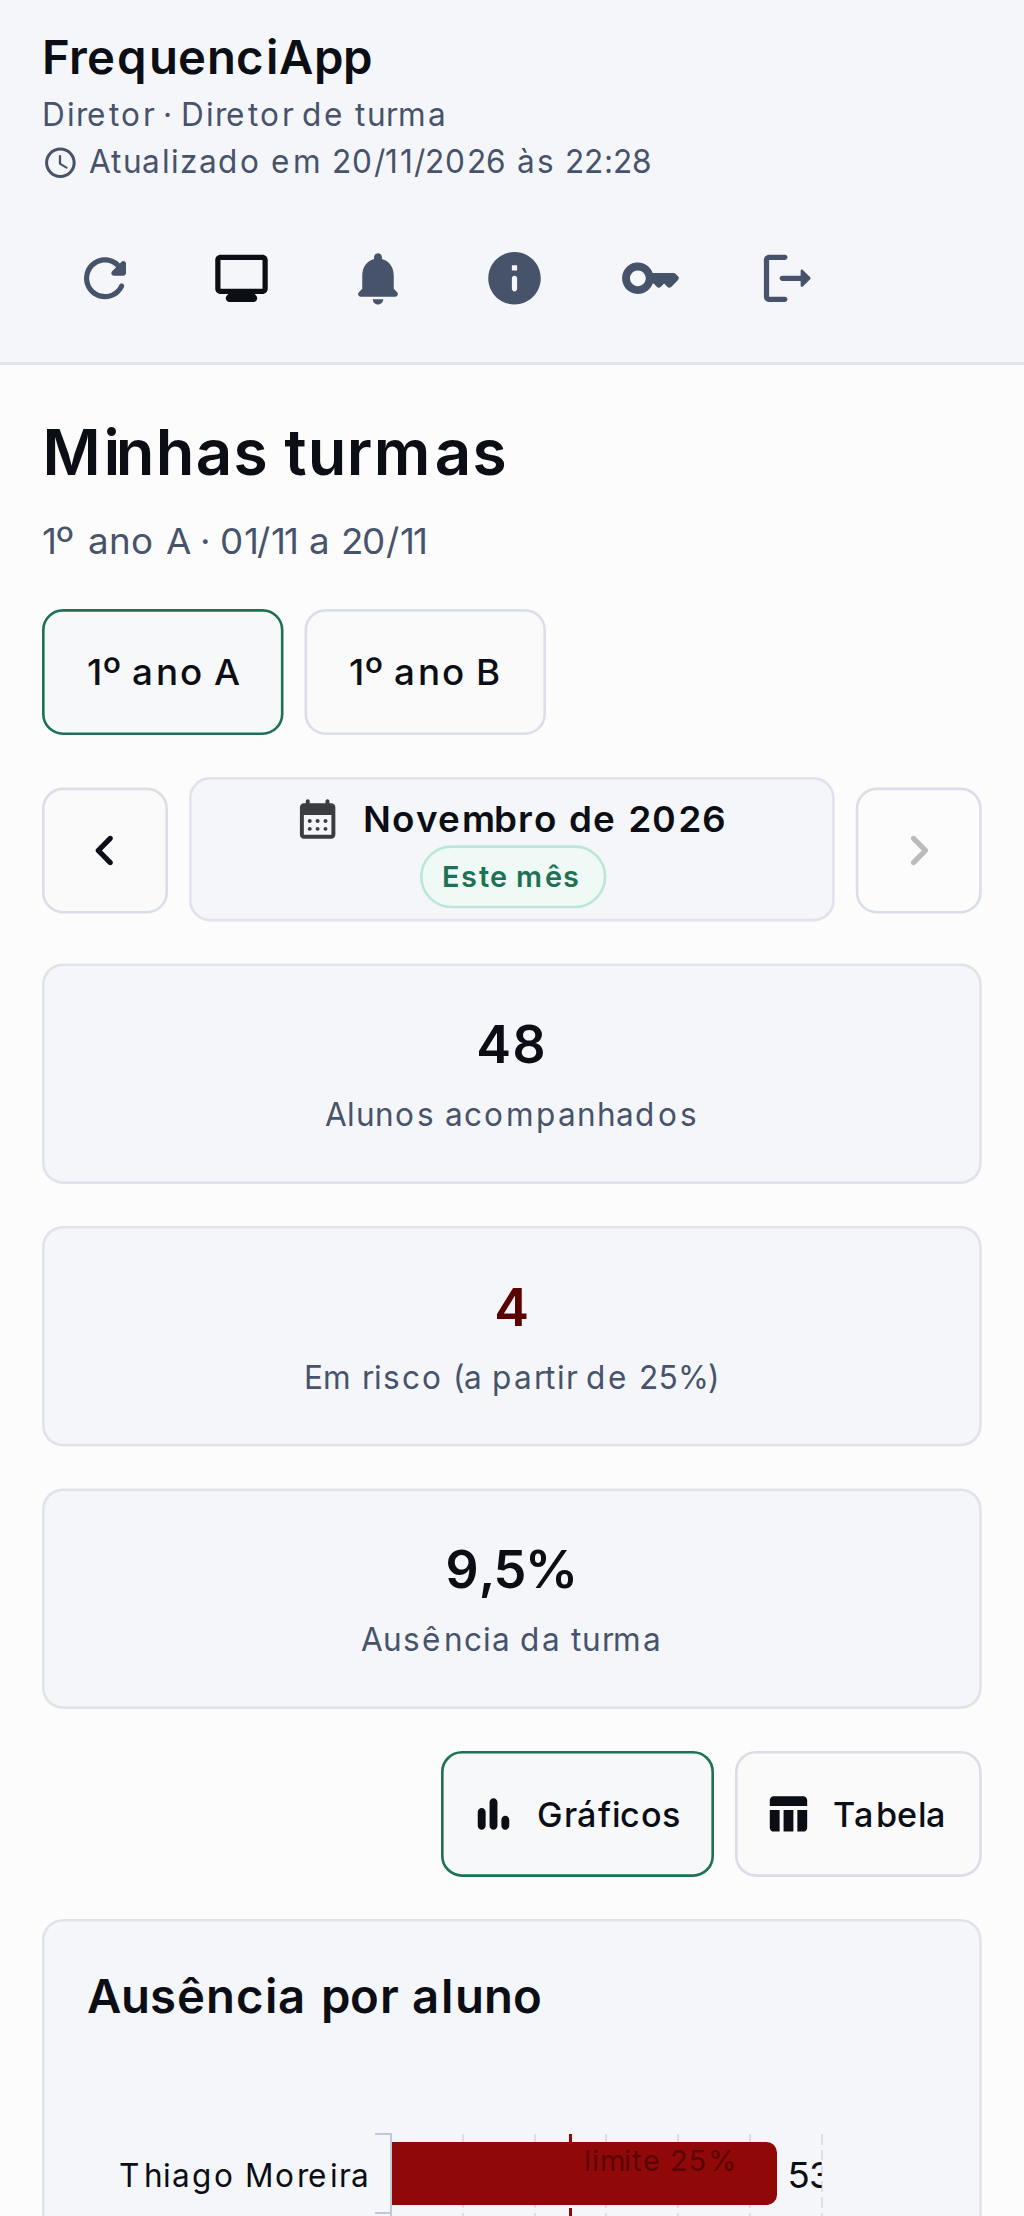 FrequenciApp
Diretor · Diretor de turma
Atualizado em 20/11/2026 às 22:28
Minhas turmas
1º ano A · 01/11 a 20/11
1º ano A
1º ano B
Novembro de 2026
Este mês
48
Alunos acompanhados
4
Em risco (a partir de 25%)
9,5%
Ausência da turma
Gráficos
Tabela
Ausência por aluno
limite 25%
Thiago Moreira